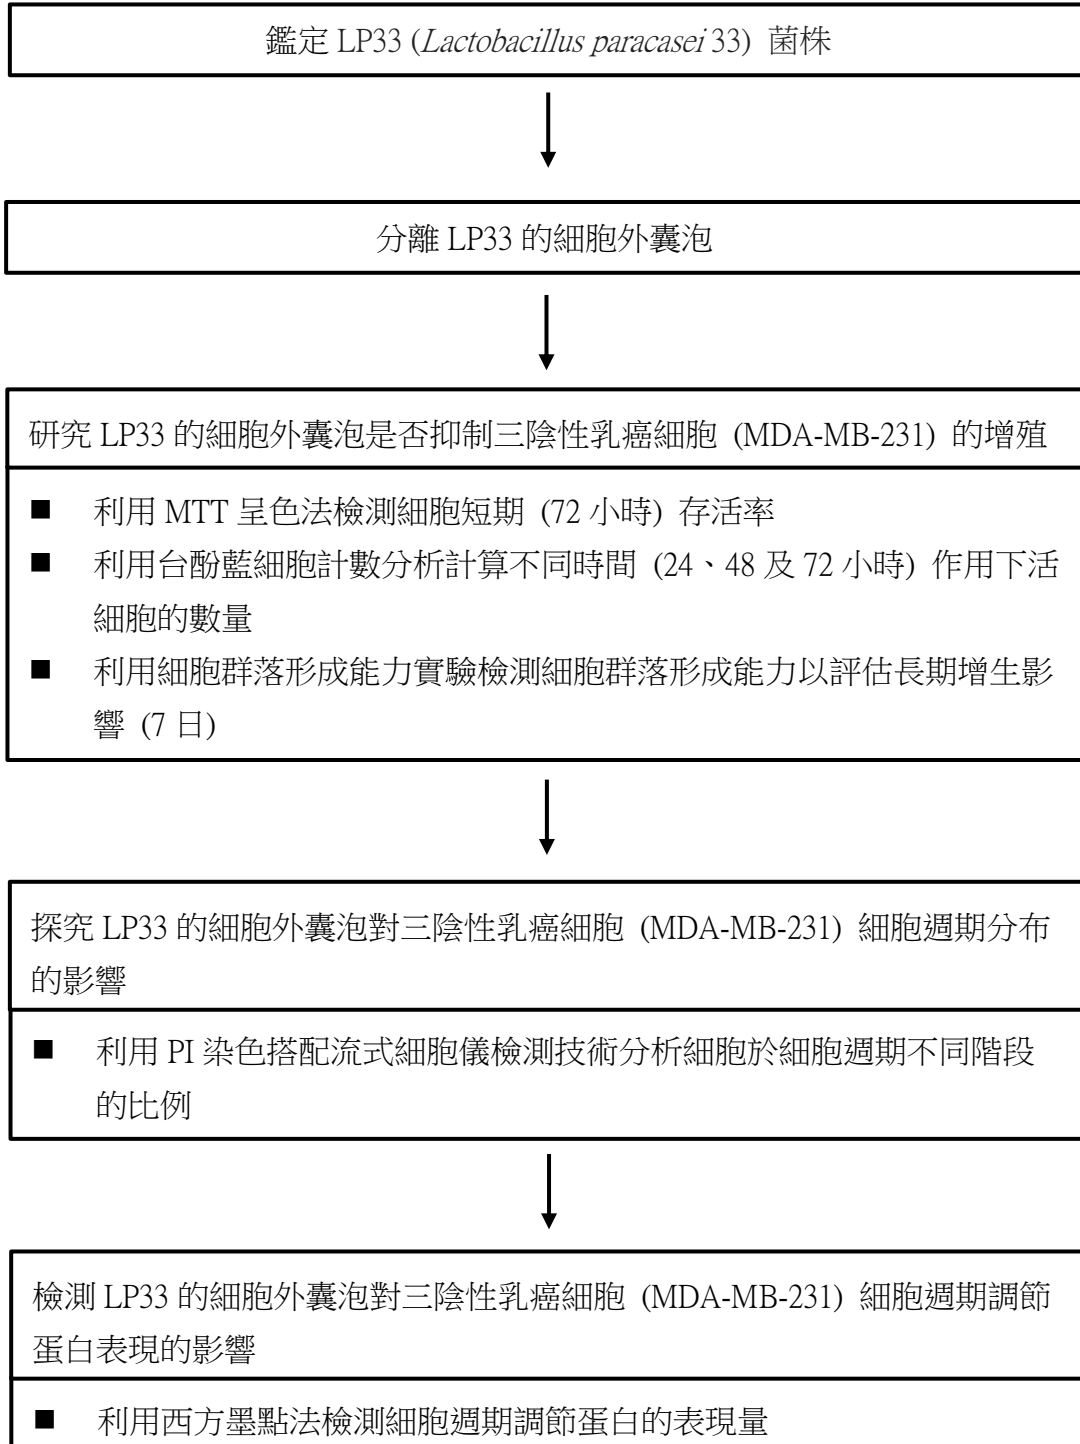 鑑定 LP33 (Lactobacillus paracasei 33) 菌株
分離 LP33 的細胞外囊泡
研究 LP33 的細胞外囊泡是否抑制三陰性乳癌細胞 (MDA-MB-231) 的增殖
■ 利用 MTT 呈色法檢測細胞短期 (72 小時) 存活率
■ 利用台酚藍細胞計數分析計算不同時間 (24、48 及 72 小時) 作用下活
細胞的數量
■ 利用細胞群落形成能力實驗檢測細胞群落形成能力以評估長期增生影
響 (7 日)
探究 LP33 的細胞外囊泡對三陰性乳癌細胞 (MDA-MB-231) 細胞週期分布
的影響
■ 利用 PI 染色搭配流式細胞儀檢測技術分析細胞於細胞週期不同階段
的比例
檢測 LP33 的細胞外囊泡對三陰性乳癌細胞 (MDA-MB-231) 細胞週期調節
蛋白表現的影響
■ 利用西方墨點法檢測細胞週期調節蛋白的表現量